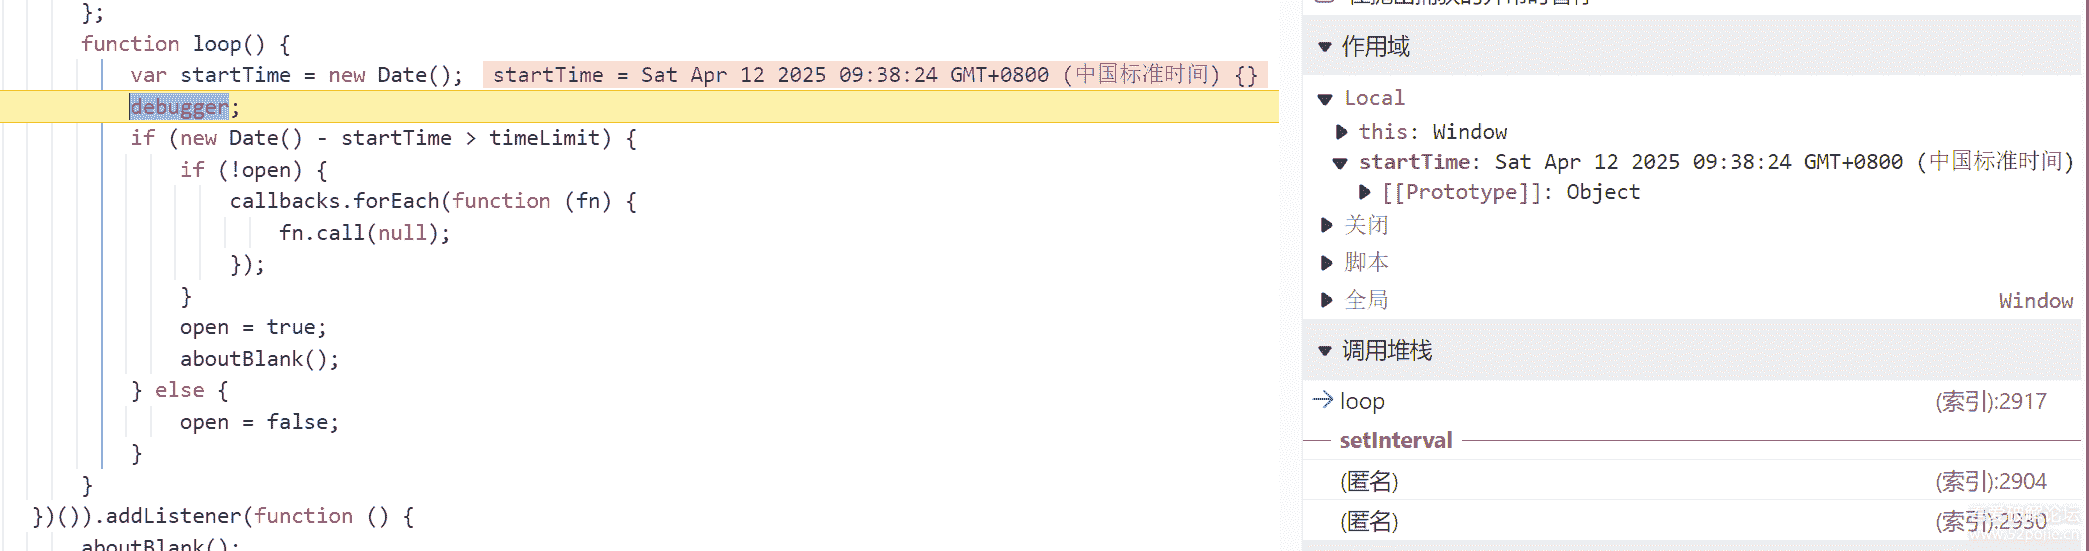 };
function loop() {
var startTime = new Date(); startTime = Sat Apr 12 2025 09:38:24 GMT+0800 (中国标准时间) {}
debugger;
if (new Date() - startTime > timeLimit) {
if (!open) {
callbacks.forEach(function (fn) {
fn.call(null);
});
}
open = true;
aboutBlank();
} else {
open = false;
}
}
})()).addListener(function () {
aboutBlank();
作用域
Local
this: Window
startTime: Sat Apr 12 2025 09:38:24 GMT+0800 (中国标准时间)
[[Prototype]]: Object
关闭
脚本
全局 Window
调用堆栈
loop (索引):2917
setInterval
(匿名) (索引):2904
(匿名) (索引):2930
www.52pojie.cn